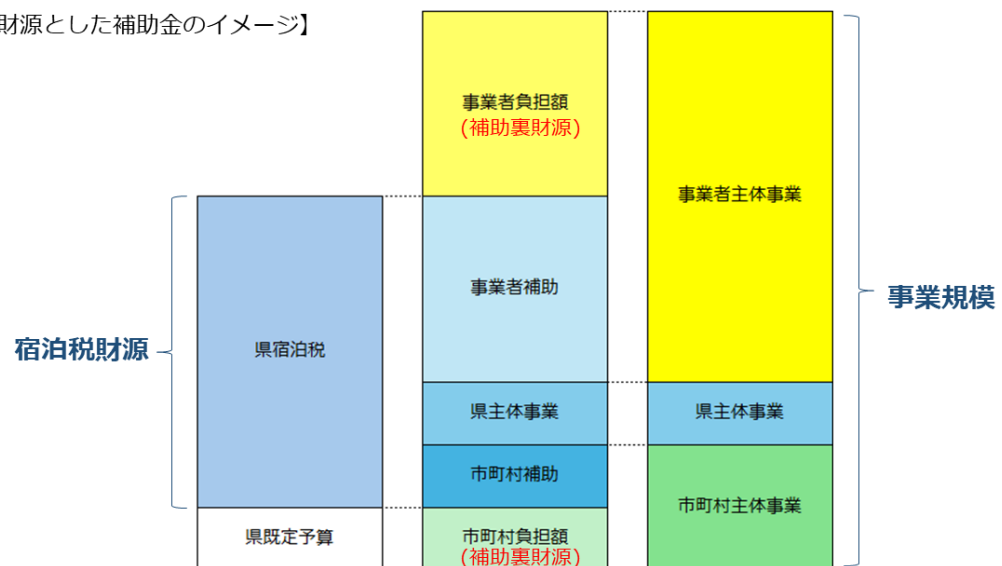 財源とした補助金のイメージ】
事業者負担額
(補助裏財源)
事業者主体事業
事業者補助
事業規模
宿泊税財源
県宿泊税
県主体事業
県主体事業
市町村補助
市町村主体事業
県既定予算
市町村負担額
(補助裏財源)